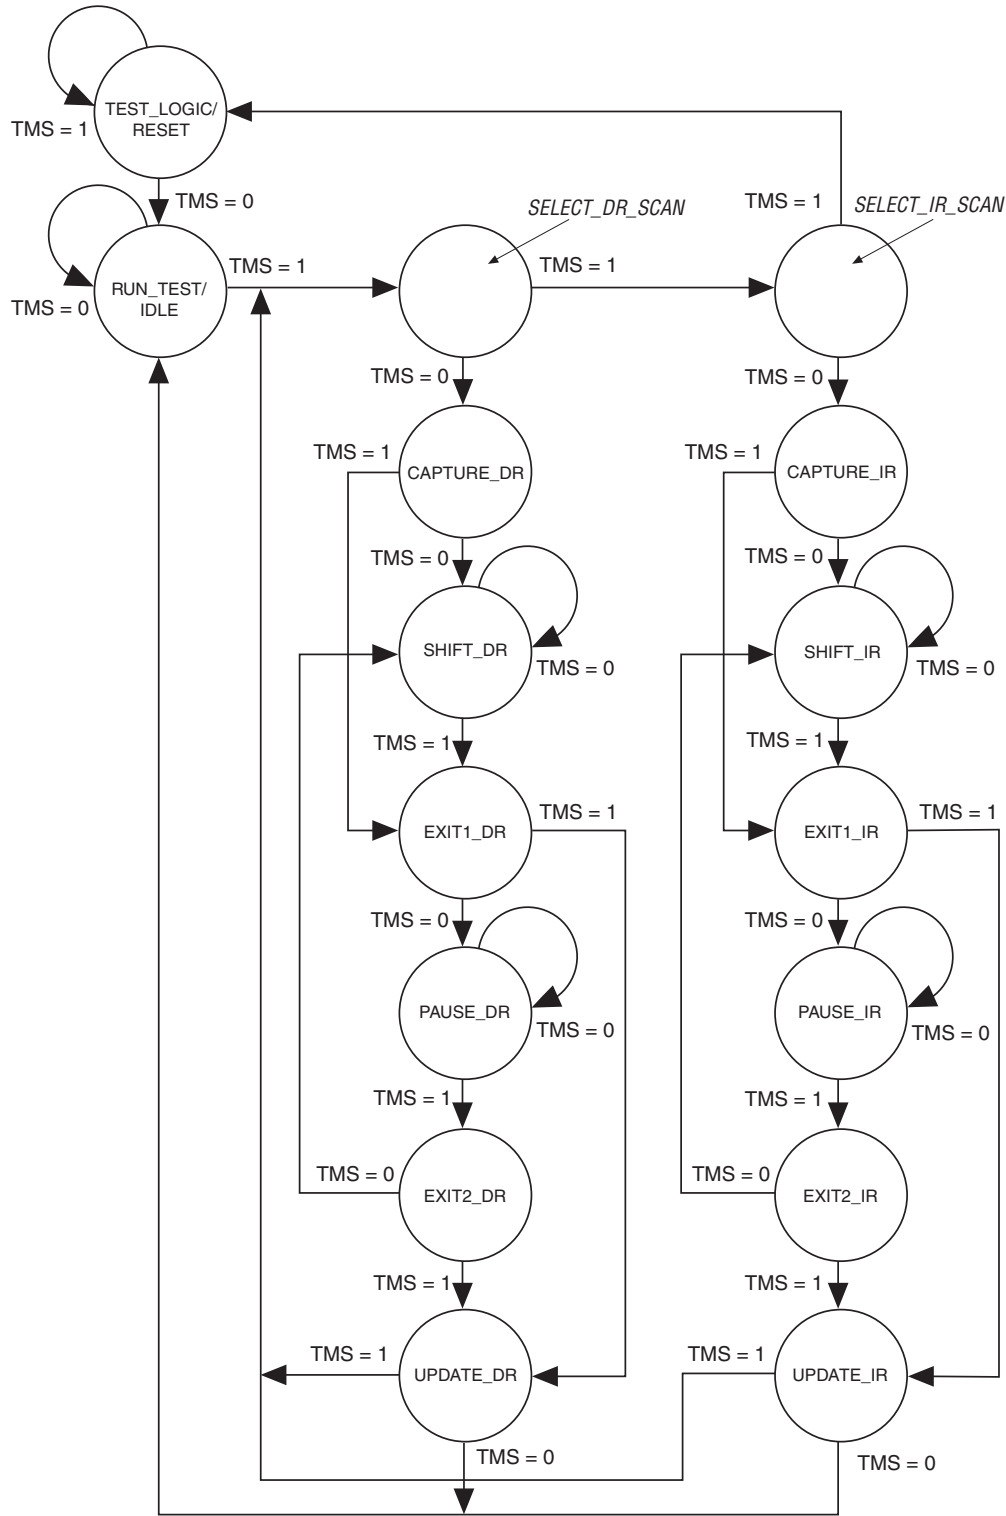 TEST_LOGIC/
RESET
TMS = 1
TMS = 0
SELECT_DR_SCAN
TMS = 1
SELECT_IR_SCAN
RUN_TEST/
IDLE
TMS = 0
TMS = 1
TMS = 1
TMS = 0
TMS = 0
TMS = 1
CAPTURE_DR
TMS = 1
CAPTURE_IR
TMS = 0
TMS = 0
SHIFT_DR
TMS = 0
SHIFT_IR
TMS = 0
TMS = 1
TMS = 1
EXIT1_DR
TMS = 1
EXIT1_IR
TMS = 1
TMS = 0
TMS = 0
PAUSE_DR
TMS = 0
PAUSE_IR
TMS = 0
TMS = 1
TMS = 1
TMS = 0
EXIT2_DR
TMS = 0
EXIT2_IR
TMS = 1
TMS = 1
TMS = 1
UPDATE_DR
TMS = 1
UPDATE_IR
TMS = 0
TMS = 0